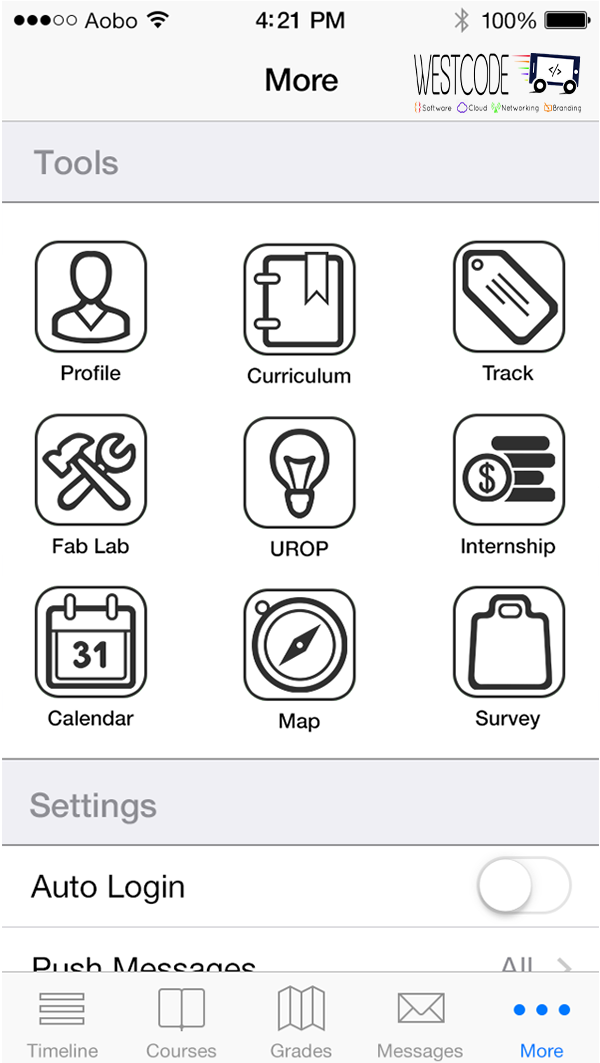 Aobo 4:21 PM 100%
More
WESTCODE </>
Software Cloud Networking Branding
Tools
Profile Curriculum Track
Fab Lab UROP Internship
$
31
Calendar Map Survey
Settings
Auto Login
Push Messages All
Timeline Courses Grades Messages More